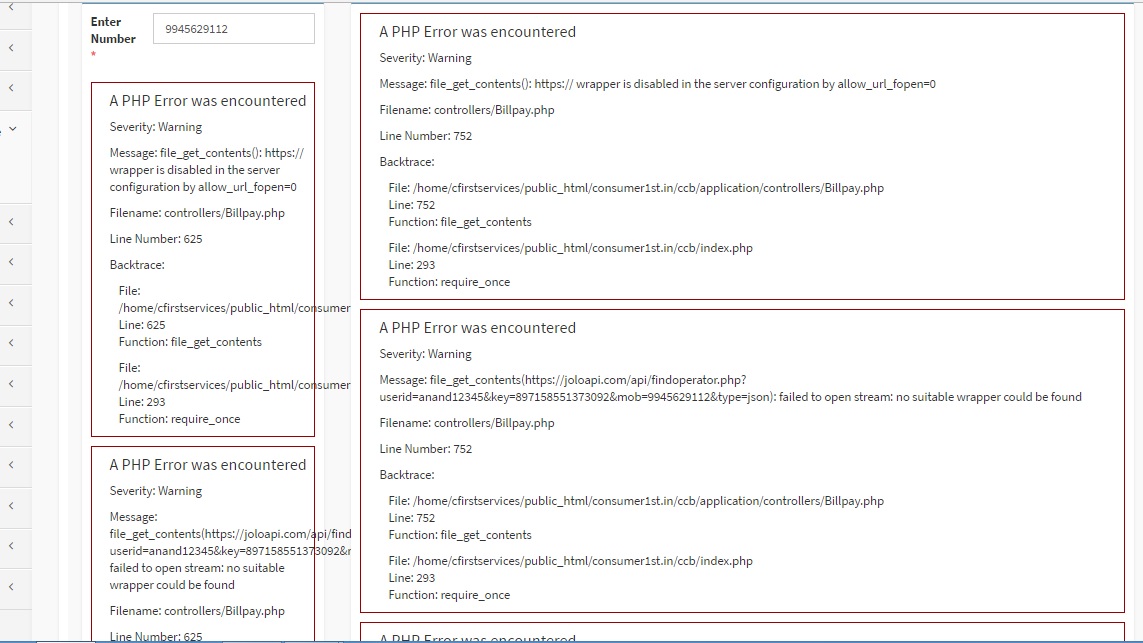 Enter
Number
*
9945629112
A PHP Error was encountered
Severity: Warning
Message: file_get_contents(): https://
wrapper is disabled in the server
configuration by allow_url_fopen=0
Filename: controllers/Billpay.php
Line Number: 625
Backtrace:
File:
/home/cfirstservices/public_html/consumer
Line: 625
Function: file_get_contents
File:
/home/cfirstservices/public_html/consumer
Line: 293
Function: require_once
A PHP Error was encountered
Severity: Warning
Message:
file_get_contents(https://joloapi.com/api/find
userid=anand12345&key=897158551373092&r
failed to open stream: no suitable
wrapper could be found
Filename: controllers/Billpay.php
Line Number: 625
A PHP Error was encountered
Severity: Warning
Message: file_get_contents(): https:// wrapper is disabled in the server configuration by allow_url_fopen=0
Filename: controllers/Billpay.php
Line Number: 752
Backtrace:
File: /home/cfirstservices/public_html/consumer1st.in/ccb/application/controllers/Billpay.php
Line: 752
Function: file_get_contents
File: /home/cfirstservices/public_html/consumer1st.in/ccb/index.php
Line: 293
Function: require_once
A PHP Error was encountered
Severity: Warning
Message: file_get_contents(https://joloapi.com/api/findoperator.php?
userid=anand12345&key=897158551373092&mob=9945629112&type=json): failed to open stream: no suitable wrapper could be found
Filename: controllers/Billpay.php
Line Number: 752
Backtrace:
File: /home/cfirstservices/public_html/consumer1st.in/ccb/application/controllers/Billpay.php
Line: 752
Function: file_get_contents
File: /home/cfirstservices/public_html/consumer1st.in/ccb/index.php
Line: 293
Function: require_once
A PHP Error was encountered